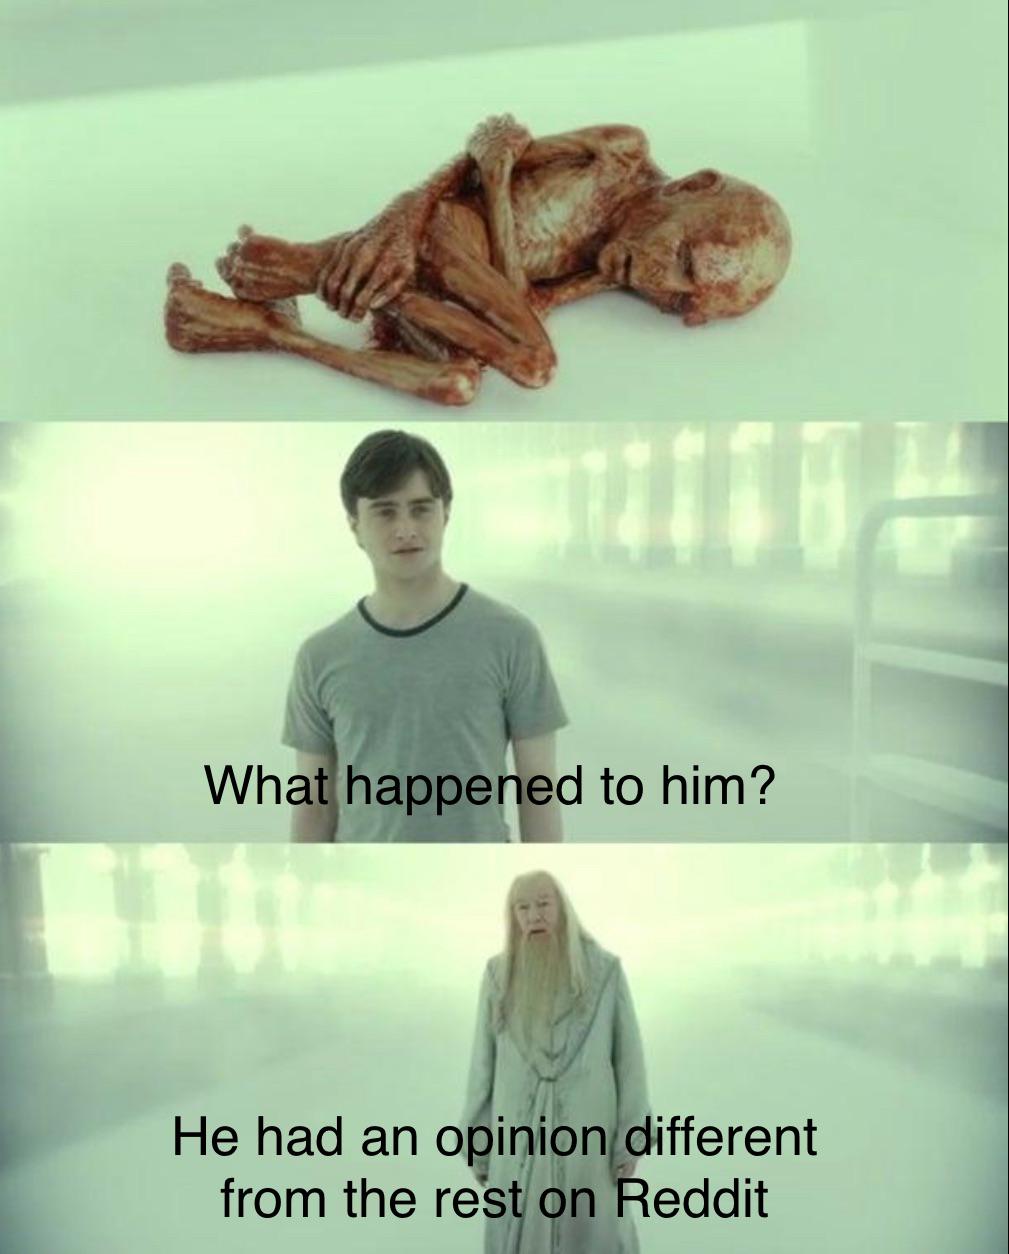 What happened to him?
He had an opinion different
from the rest on Reddit